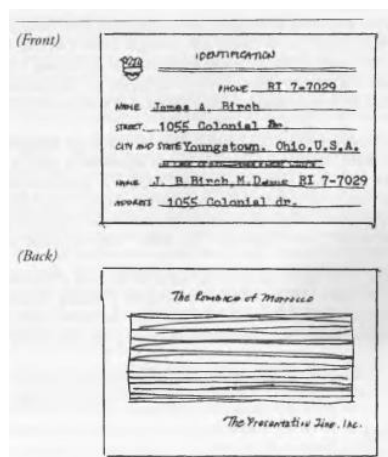 (Front)
IDENTIFICATION
PHONE RI 7-7029
NAME James A. Birch
STREET 1055 Colonial Dr.
CITY AND STATE Youngstown, Ohio, U.S.A.
NAME J. B. Birch, M.D. RI 7-7029
ADDRESS 1055 Colonial dr.
(Back)
The Romance of Morocco
"The Presentation Line, Inc.